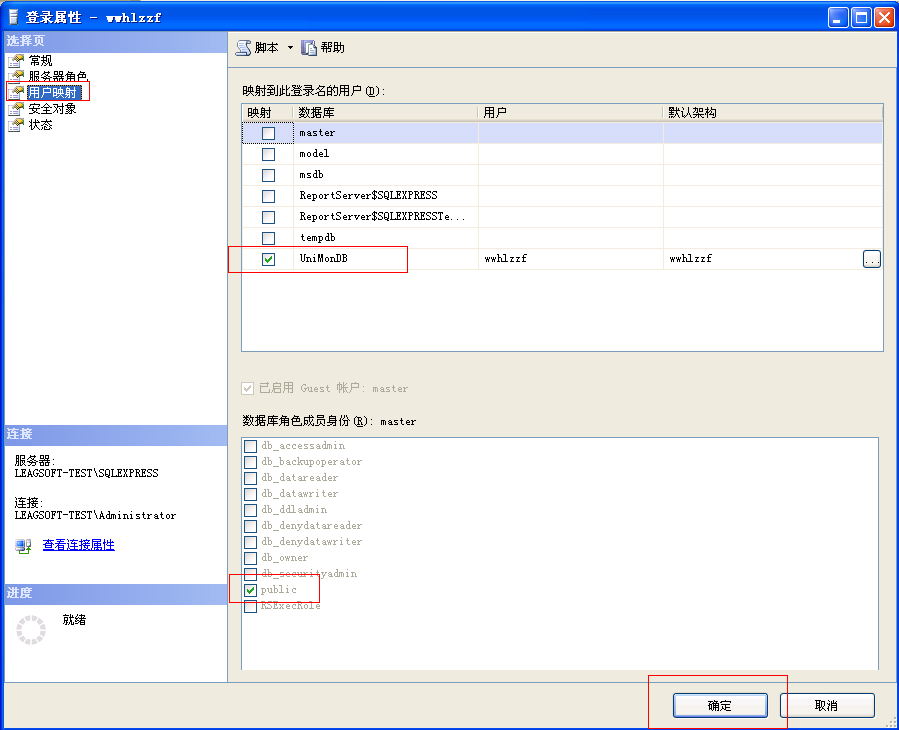 登录属性 - wwhlzzf
选择页
常规
服务器角色
用户映射
安全对象
状态
脚本 帮助
映射到此登录名的用户(D):
映射 数据库 用户 默认架构
master
model
msdb
ReportServer$SQLEXPRESS
ReportServer$SQLEXPRESSTe...
tempdb
UniMonDB wwhlzzf wwhlzzf ...
已启用 Guest 帐户: master
数据库角色成员身份(R): master
db_accessadmin
db_backupoperator
db_datareader
db_datawriter
db_ddladmin
db_denydatareader
db_denydatawriter
db_owner
db_securityadmin
public
RSExecRole
连接
服务器:
LEAGSOFT-TEST\SQLEXPRESS
连接:
LEAGSOFT-TEST\Administrator
查看连接属性
进度
就绪
确定 取消